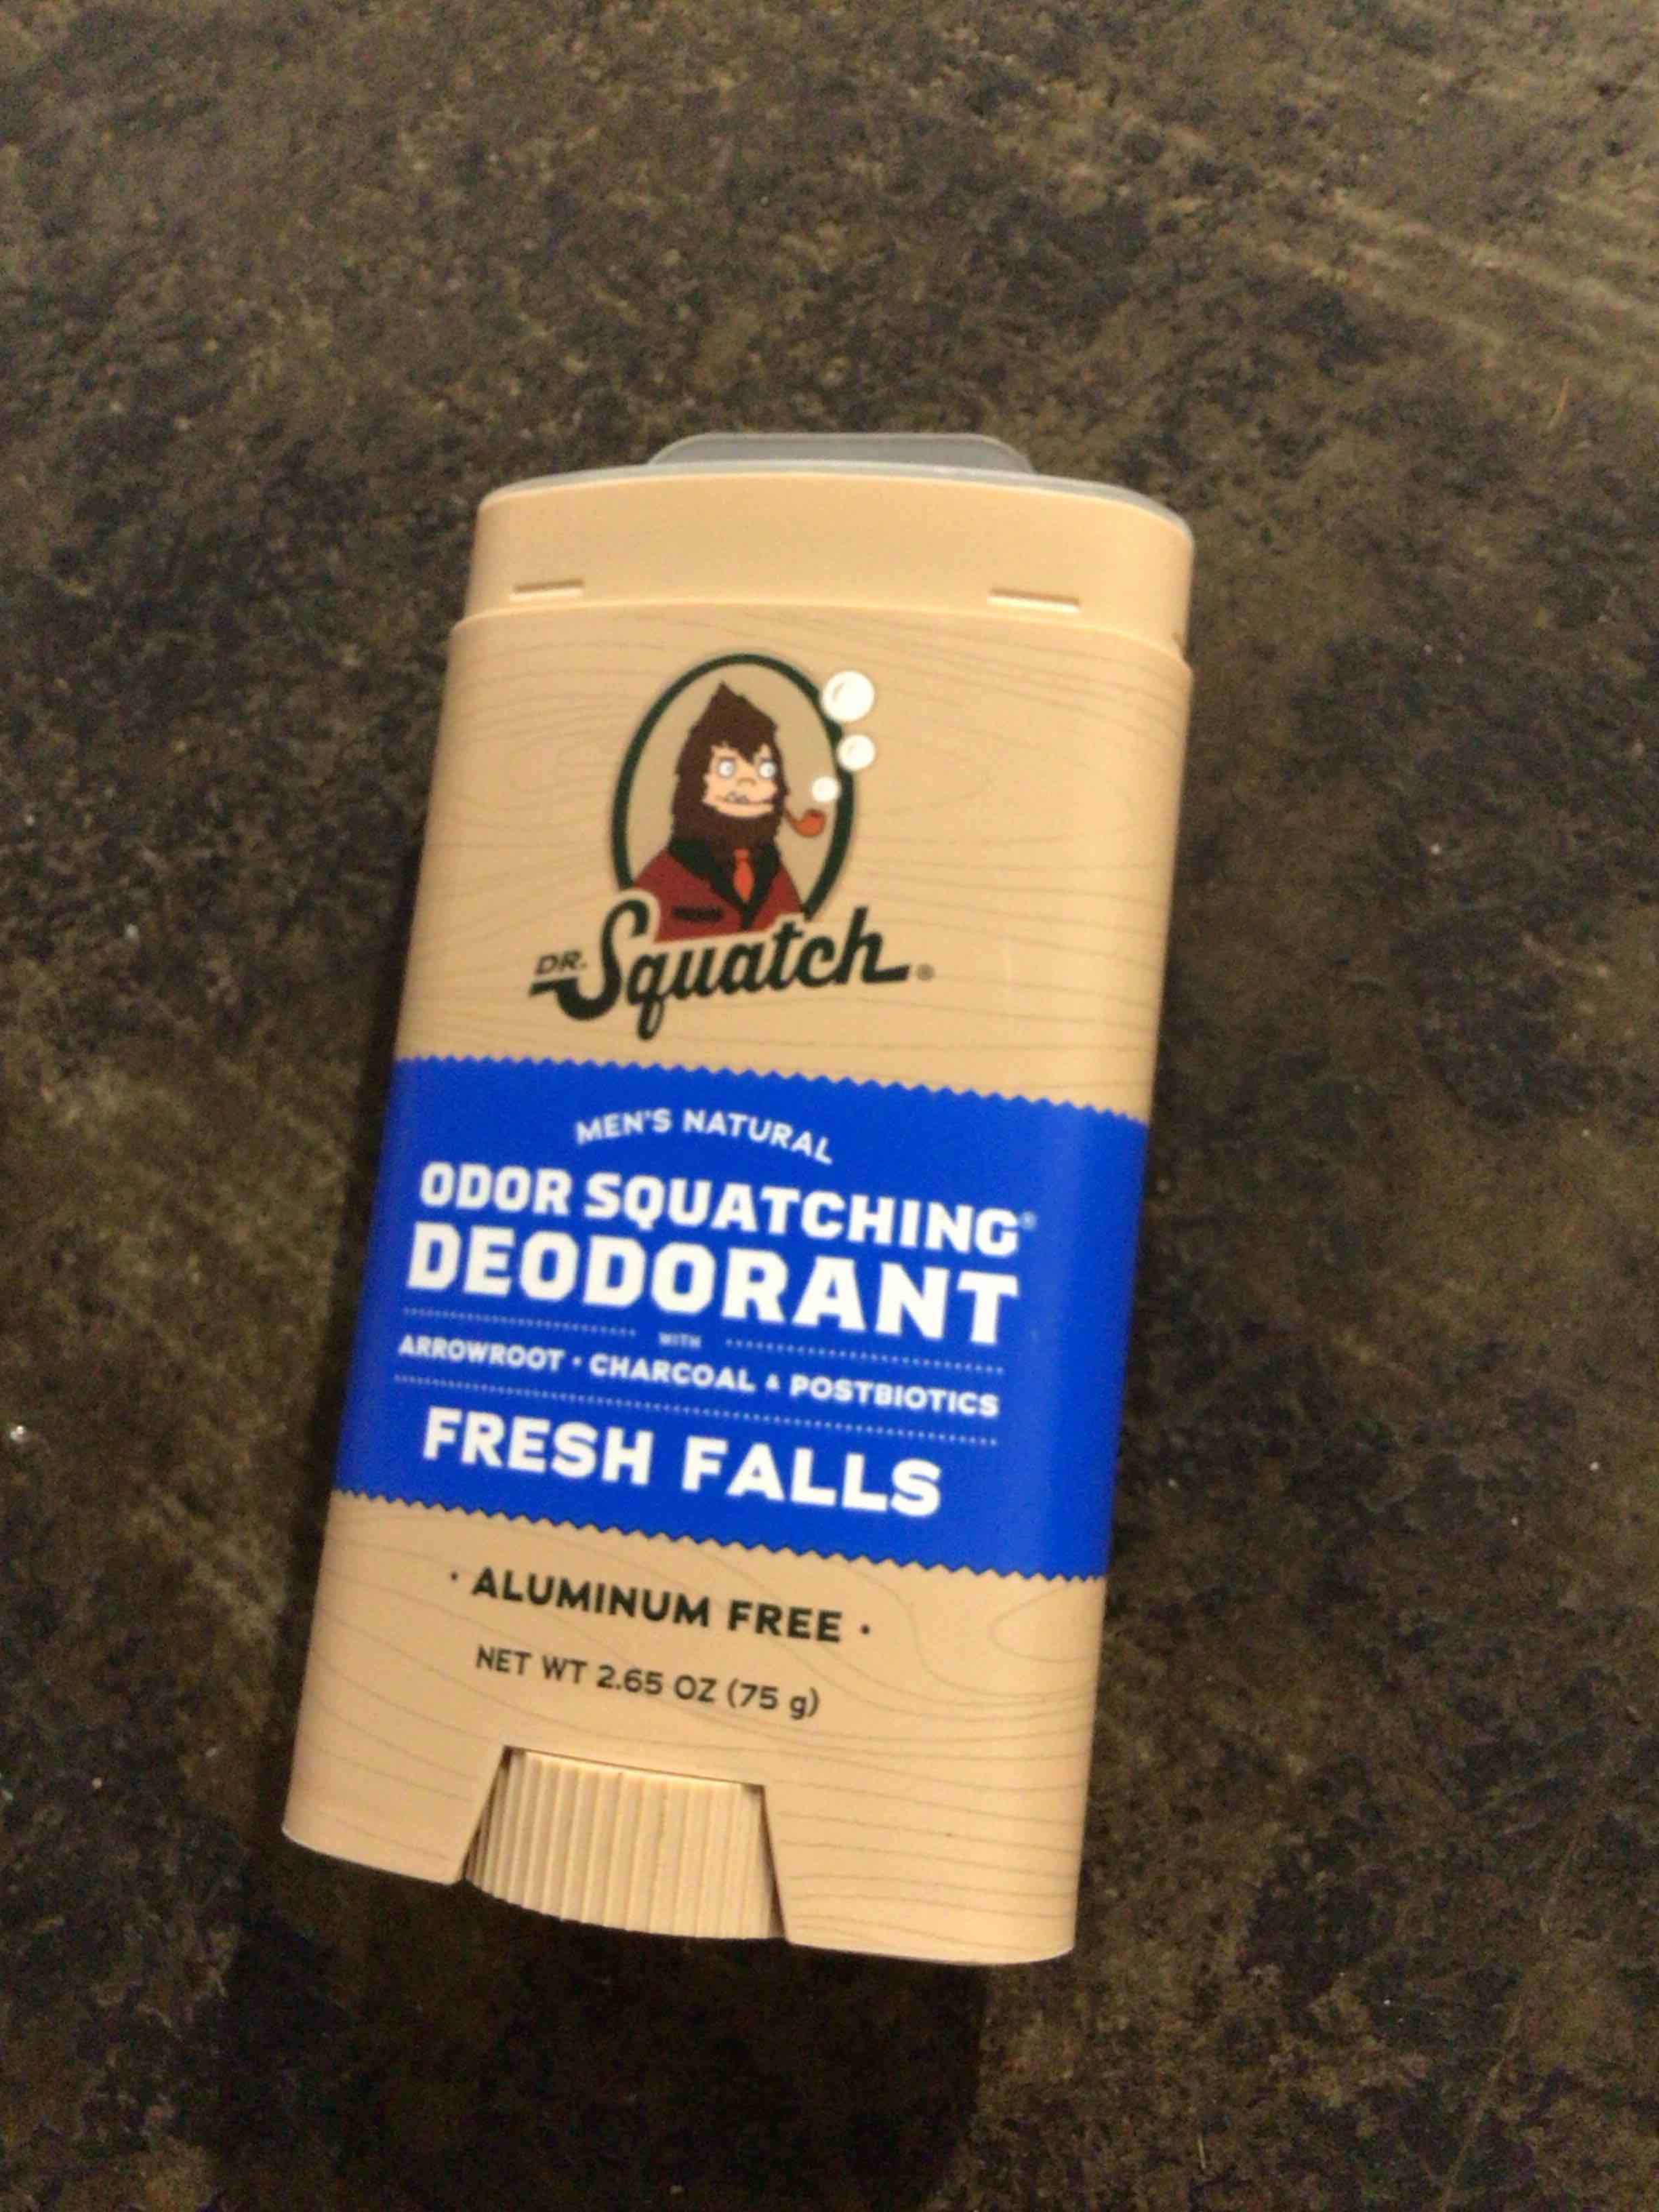 DR. Squatch®
MEN'S NATURAL
ODOR SQUATCHING®
DEODORANT
WITH
ARROWROOT • CHARCOAL & POSTBIOTICS
FRESH FALLS
• ALUMINUM FREE •
NET WT 2.65 OZ (75 g)